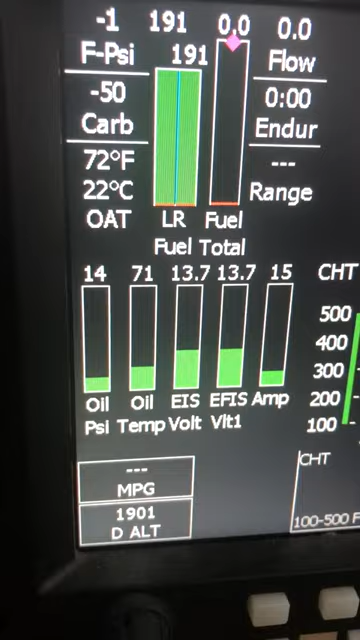 -1 191 0.0 0.0
F-Psi 191 Flow
-50 0:00
Carb Endur
72°F ---
22°C Range
OAT LR Fuel
Fuel Total
14 71 13.7 13.7 15 CHT
500
400
300
200
100
Oil Oil EIS EFIS Amp
Psi Temp Volt Vlt1
--- CHT
MPG
1901
D ALT 100-500 F